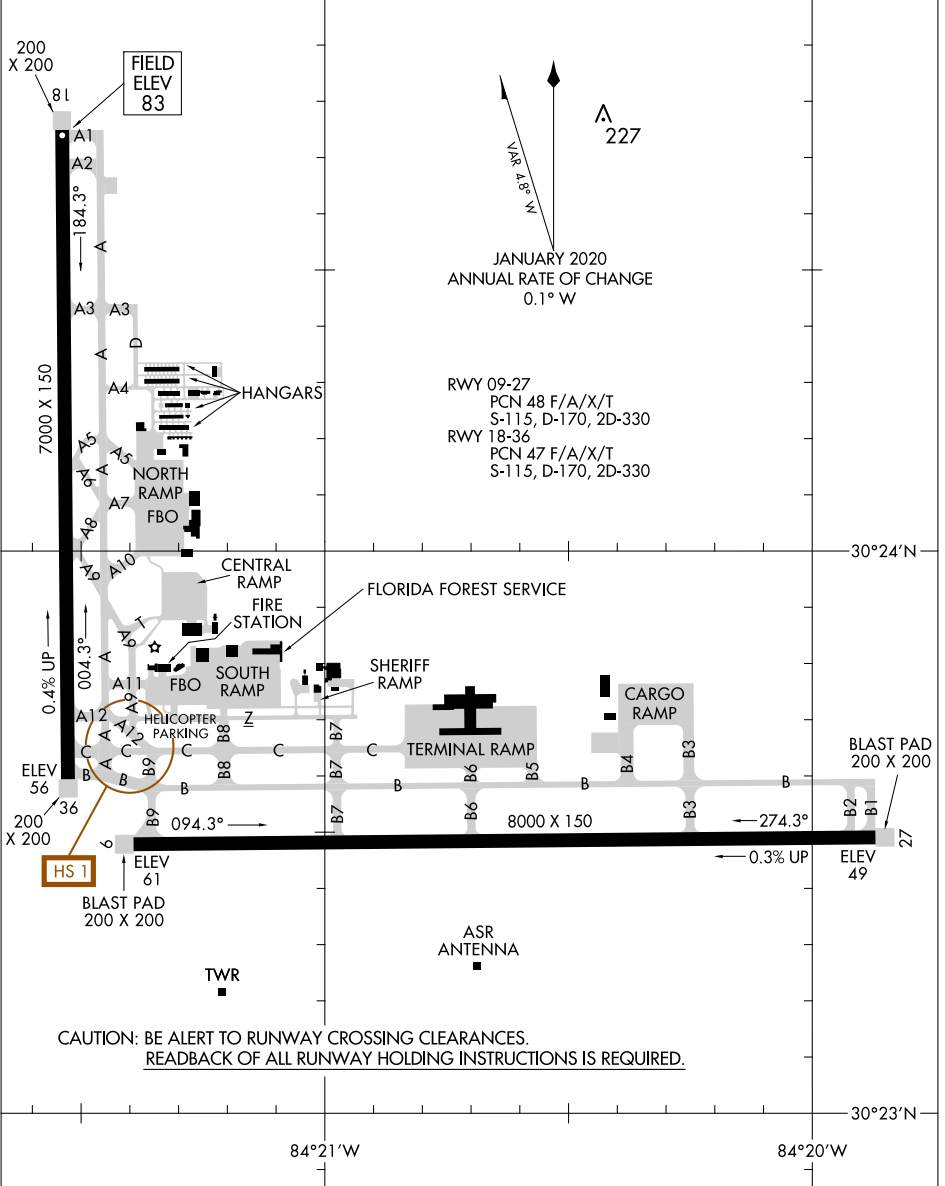 200
X 200
18
FIELD
ELEV
83
A1
A2
184.3°
A
A3
A3
D
A
A4
7000 X 150
HANGARS
A5
A5
A6
A
NORTH
RAMP
FBO
A7
A8
A9
A10
CENTRAL
RAMP
FIRE
STATION
FLORIDA FOREST SERVICE
T
A9
A
0.4% UP
004.3°
A11
A9
FBO
SOUTH
RAMP
SHERIFF
RAMP
CARGO
RAMP
A12
A12
HELICOPTER
PARKING
Z
A
A
C
C
C
C
C
B8
B8
B7
B7
B7
TERMINAL RAMP
B9
B9
B6
B6
B5
B4
B3
B3
B
B
B
B
B
B
B2
B1
BLAST PAD
200 X 200
ELEV
56
36
200
X 200
HS 1
9
094.3°
8000 X 150
274.3°
27
ELEV
61
0.3% UP
ELEV
49
BLAST PAD
200 X 200
VAR 4.8° W
227
JANUARY 2020
ANNUAL RATE OF CHANGE
0.1° W
RWY 09-27
PCN 48 F/A/X/T
S-115, D-170, 2D-330
RWY 18-36
PCN 47 F/A/X/T
S-115, D-170, 2D-330
30°24'N
ASR
ANTENNA
TWR
CAUTION: BE ALERT TO RUNWAY CROSSING CLEARANCES.
READBACK OF ALL RUNWAY HOLDING INSTRUCTIONS IS REQUIRED.
30°23'N
84°21'W
84°20'W